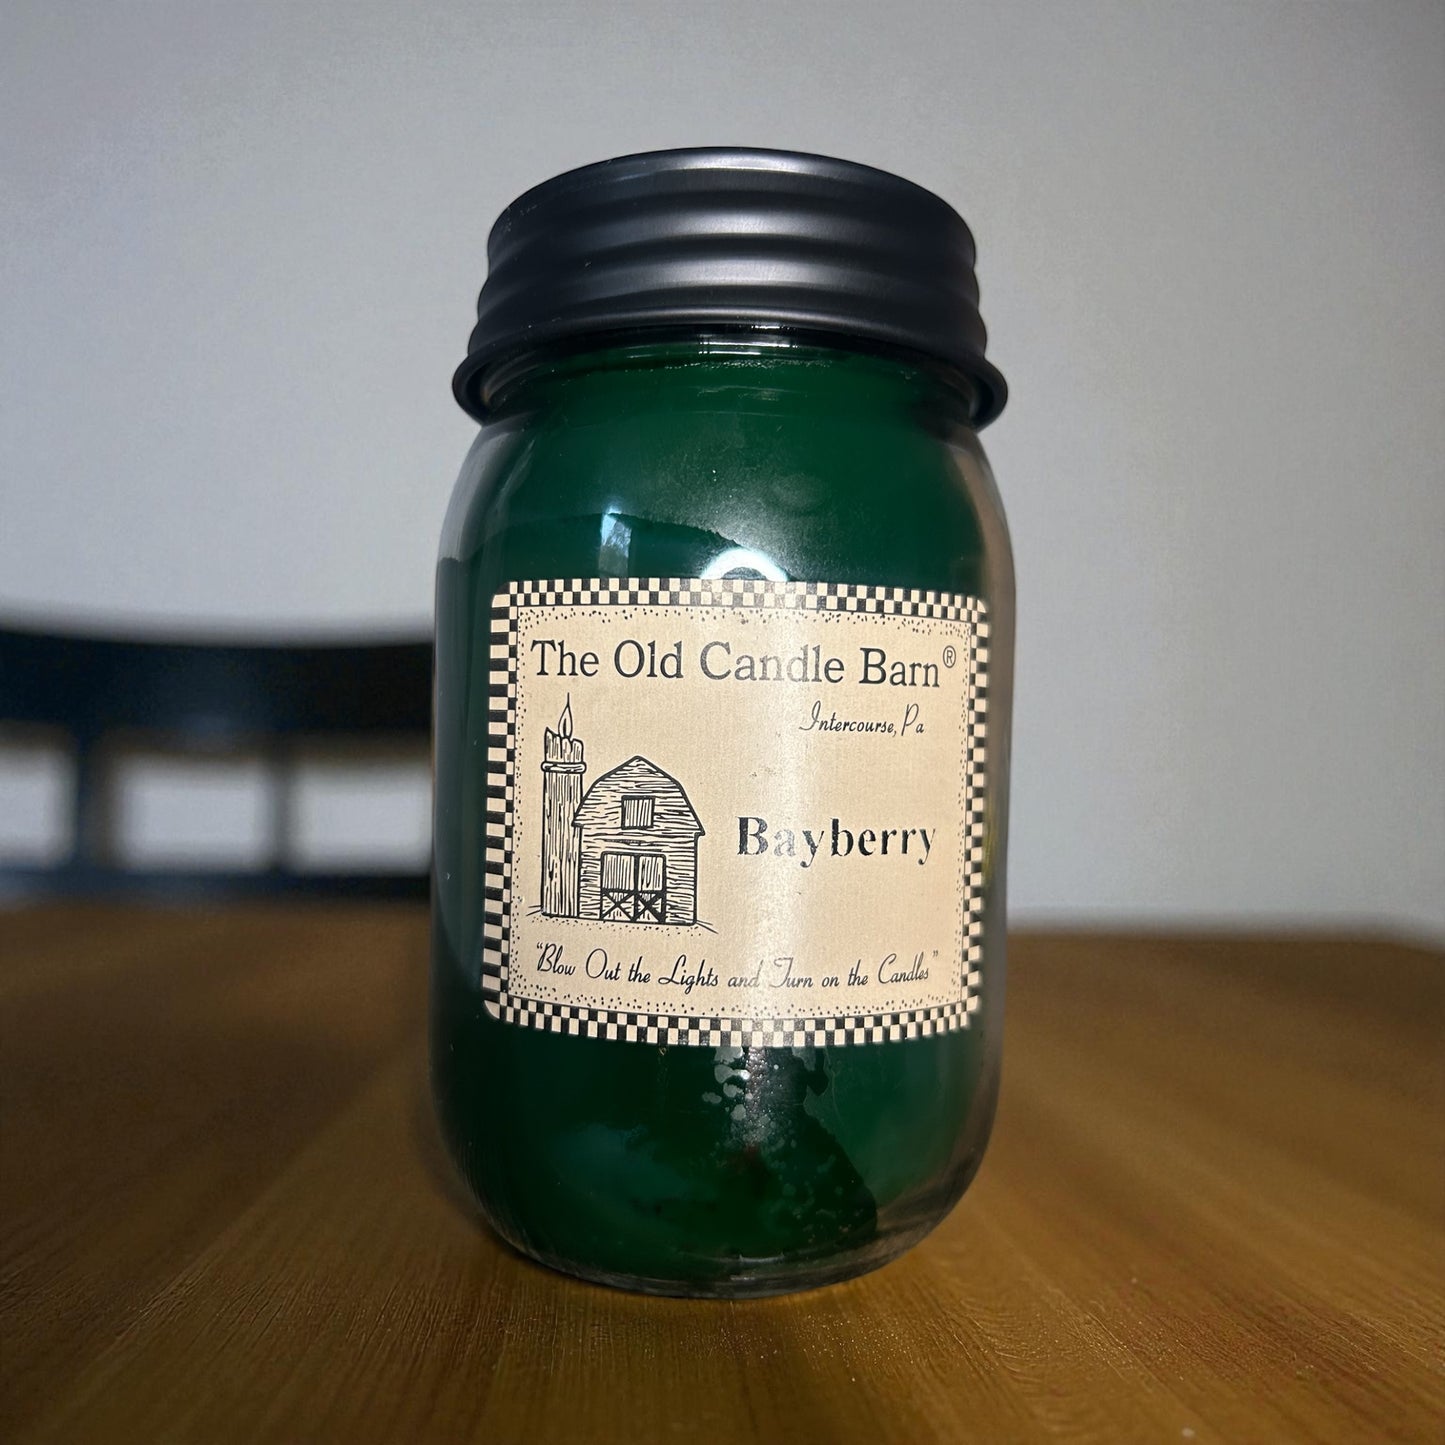 The Old Candle Barn®
Intercourse, Pa
Bayberry
“Blow Out the Lights and Turn on the Candles”